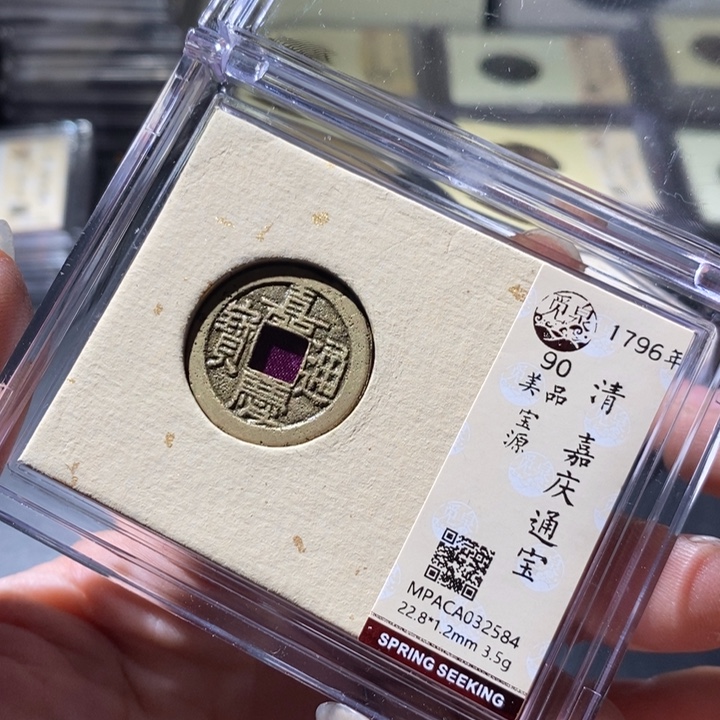 嘉慶通寶
觅泉
1796年
90
美品
宝源
清 嘉庆通宝
MPACA032584
22.8*1.2mm 3.5g
SPRING SEEKING